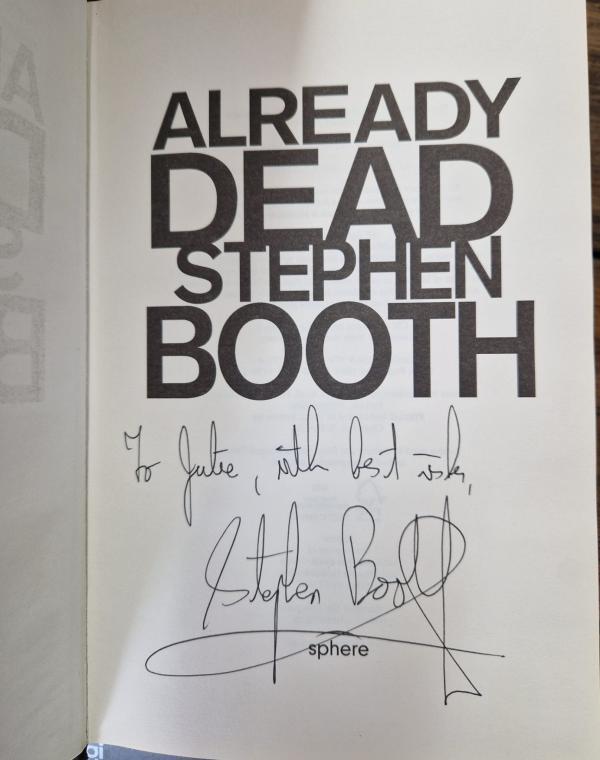 ALREADY
DEAD
STEPHEN
BOOTH
To Julie, with best wishes,
Stephen Booth
sphere